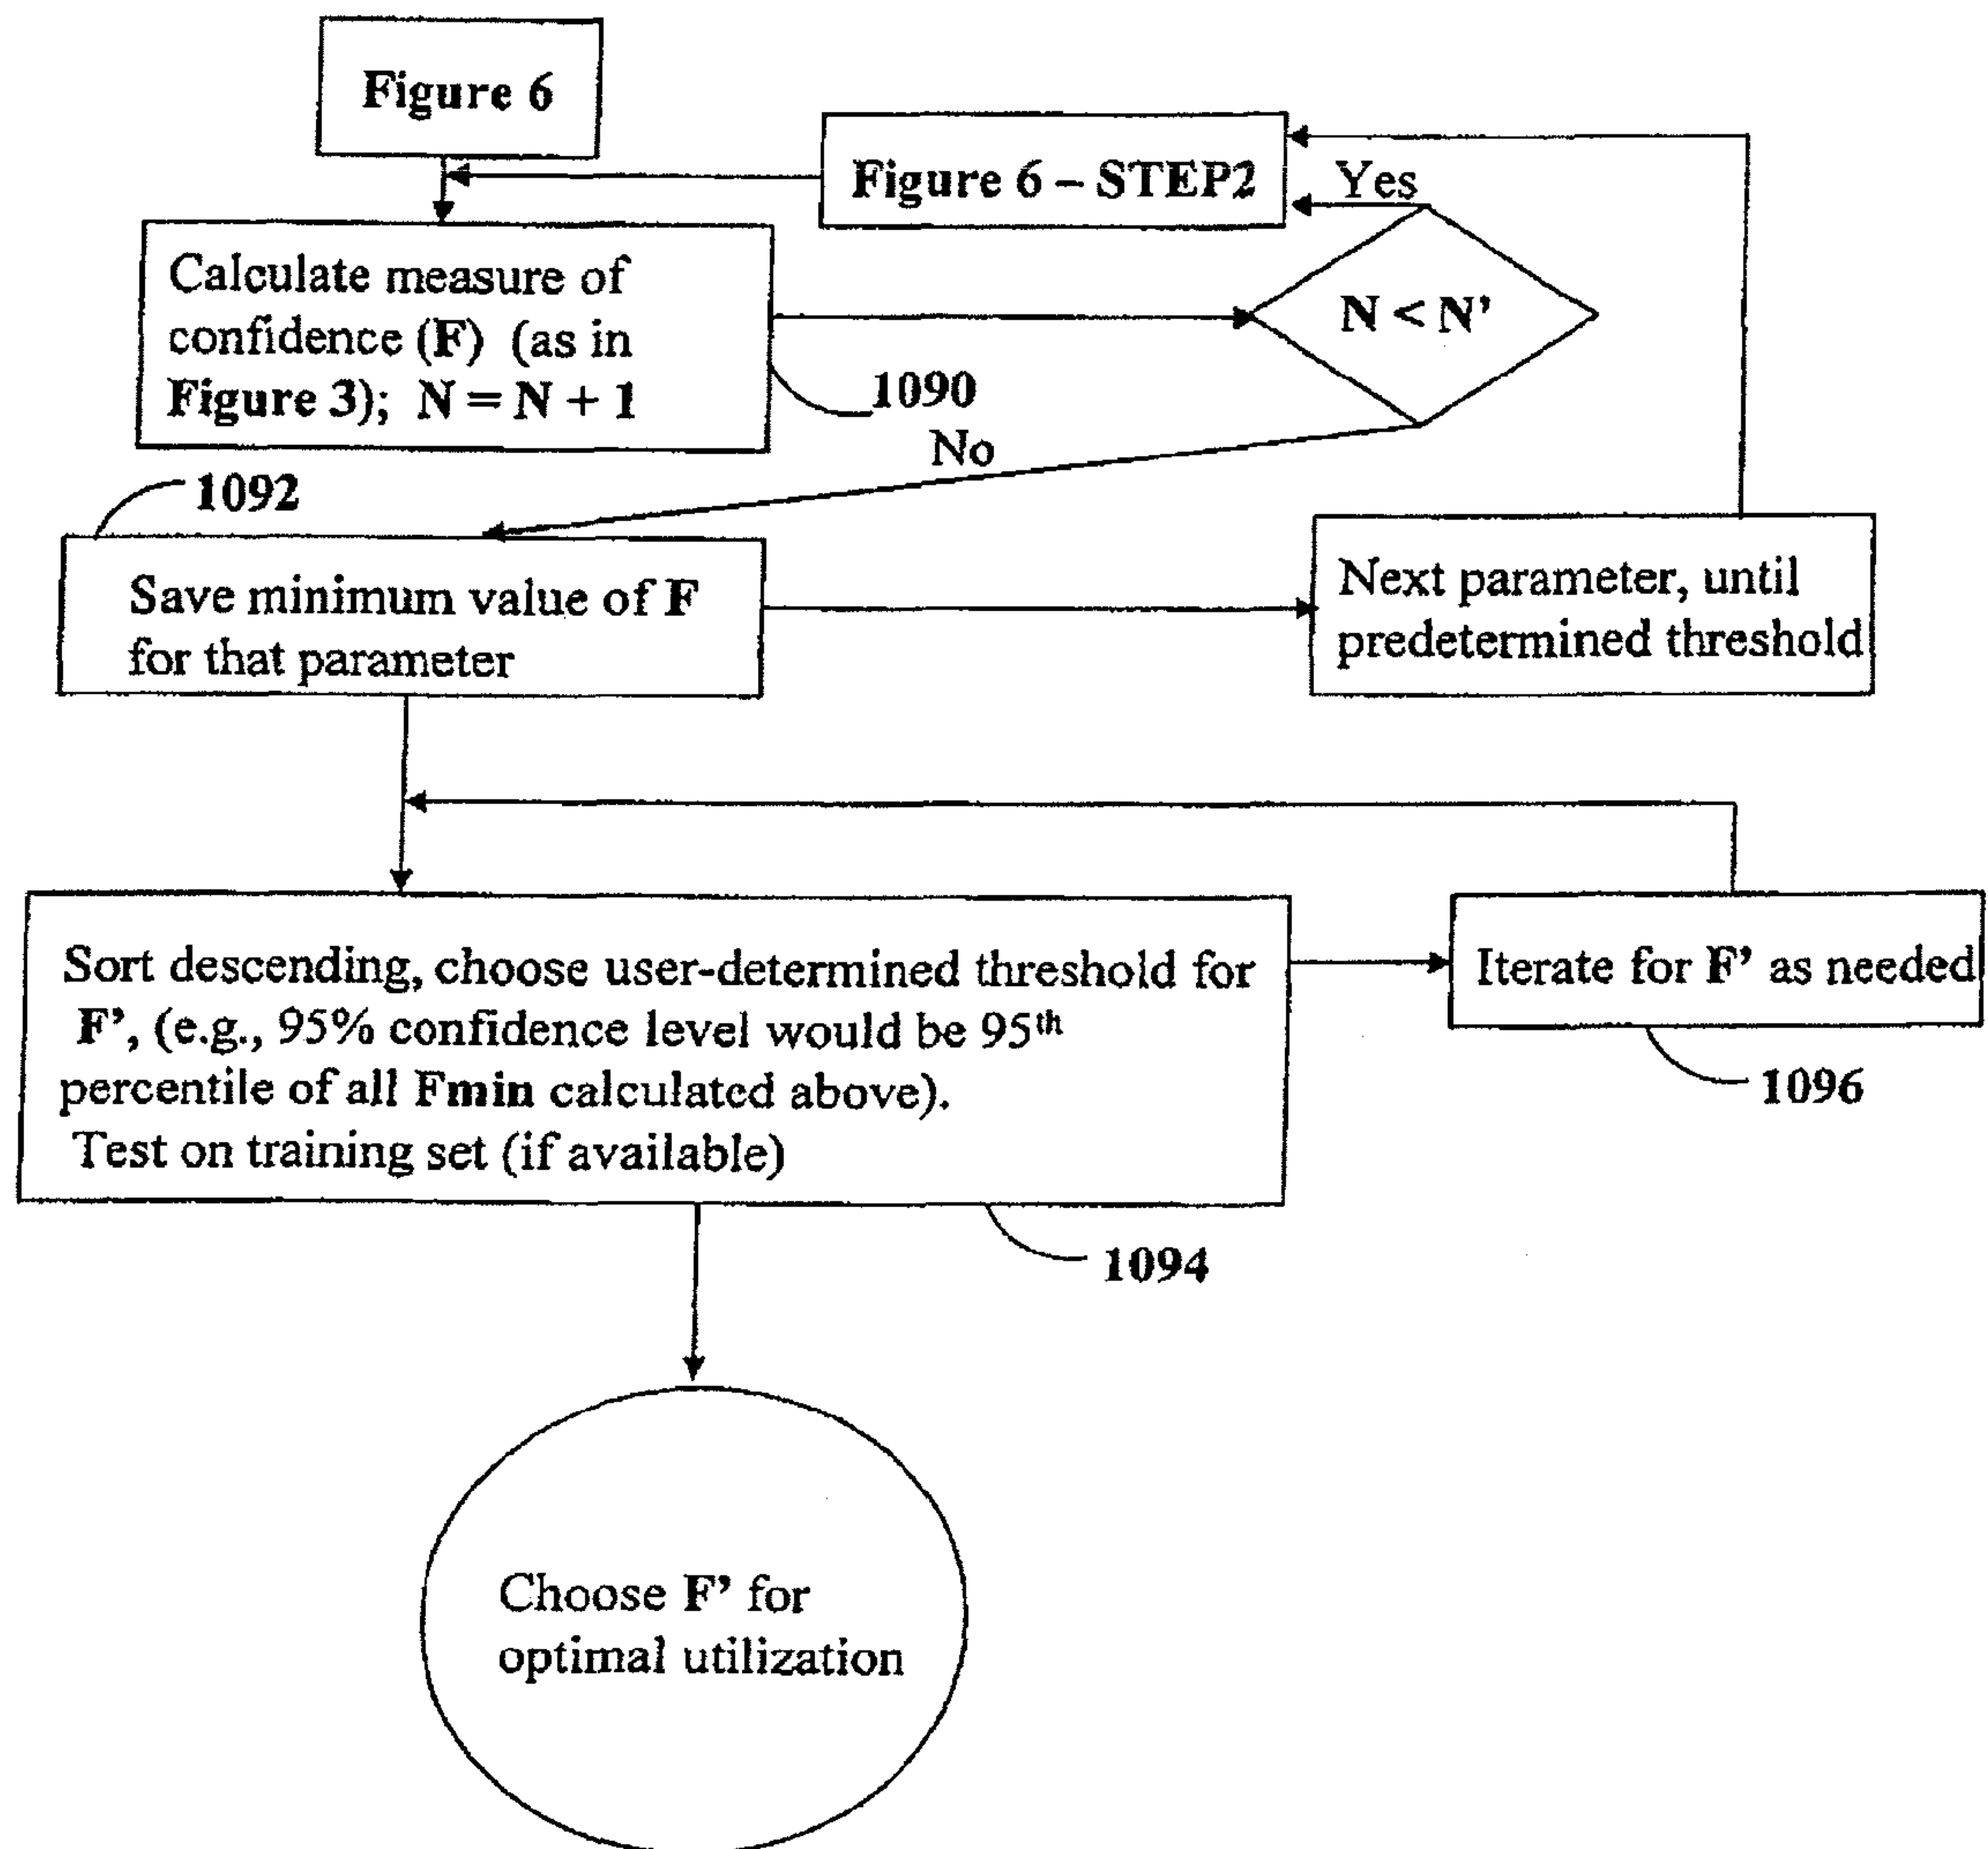 Figure 6
Figure 6 – STEP2
Yes
Calculate measure of
confidence (F) (as in
Figure 3); N = N + 1
N < N'
1090
No
1092
Save minimum value of F
for that parameter
Next parameter, until
predetermined threshold
Sort descending, choose user-determined threshold for
F', (e.g., 95% confidence level would be 95th
percentile of all Fmin calculated above).
Test on training set (if available)
Iterate for F' as needed
1096
1094
Choose F' for
optimal utilization